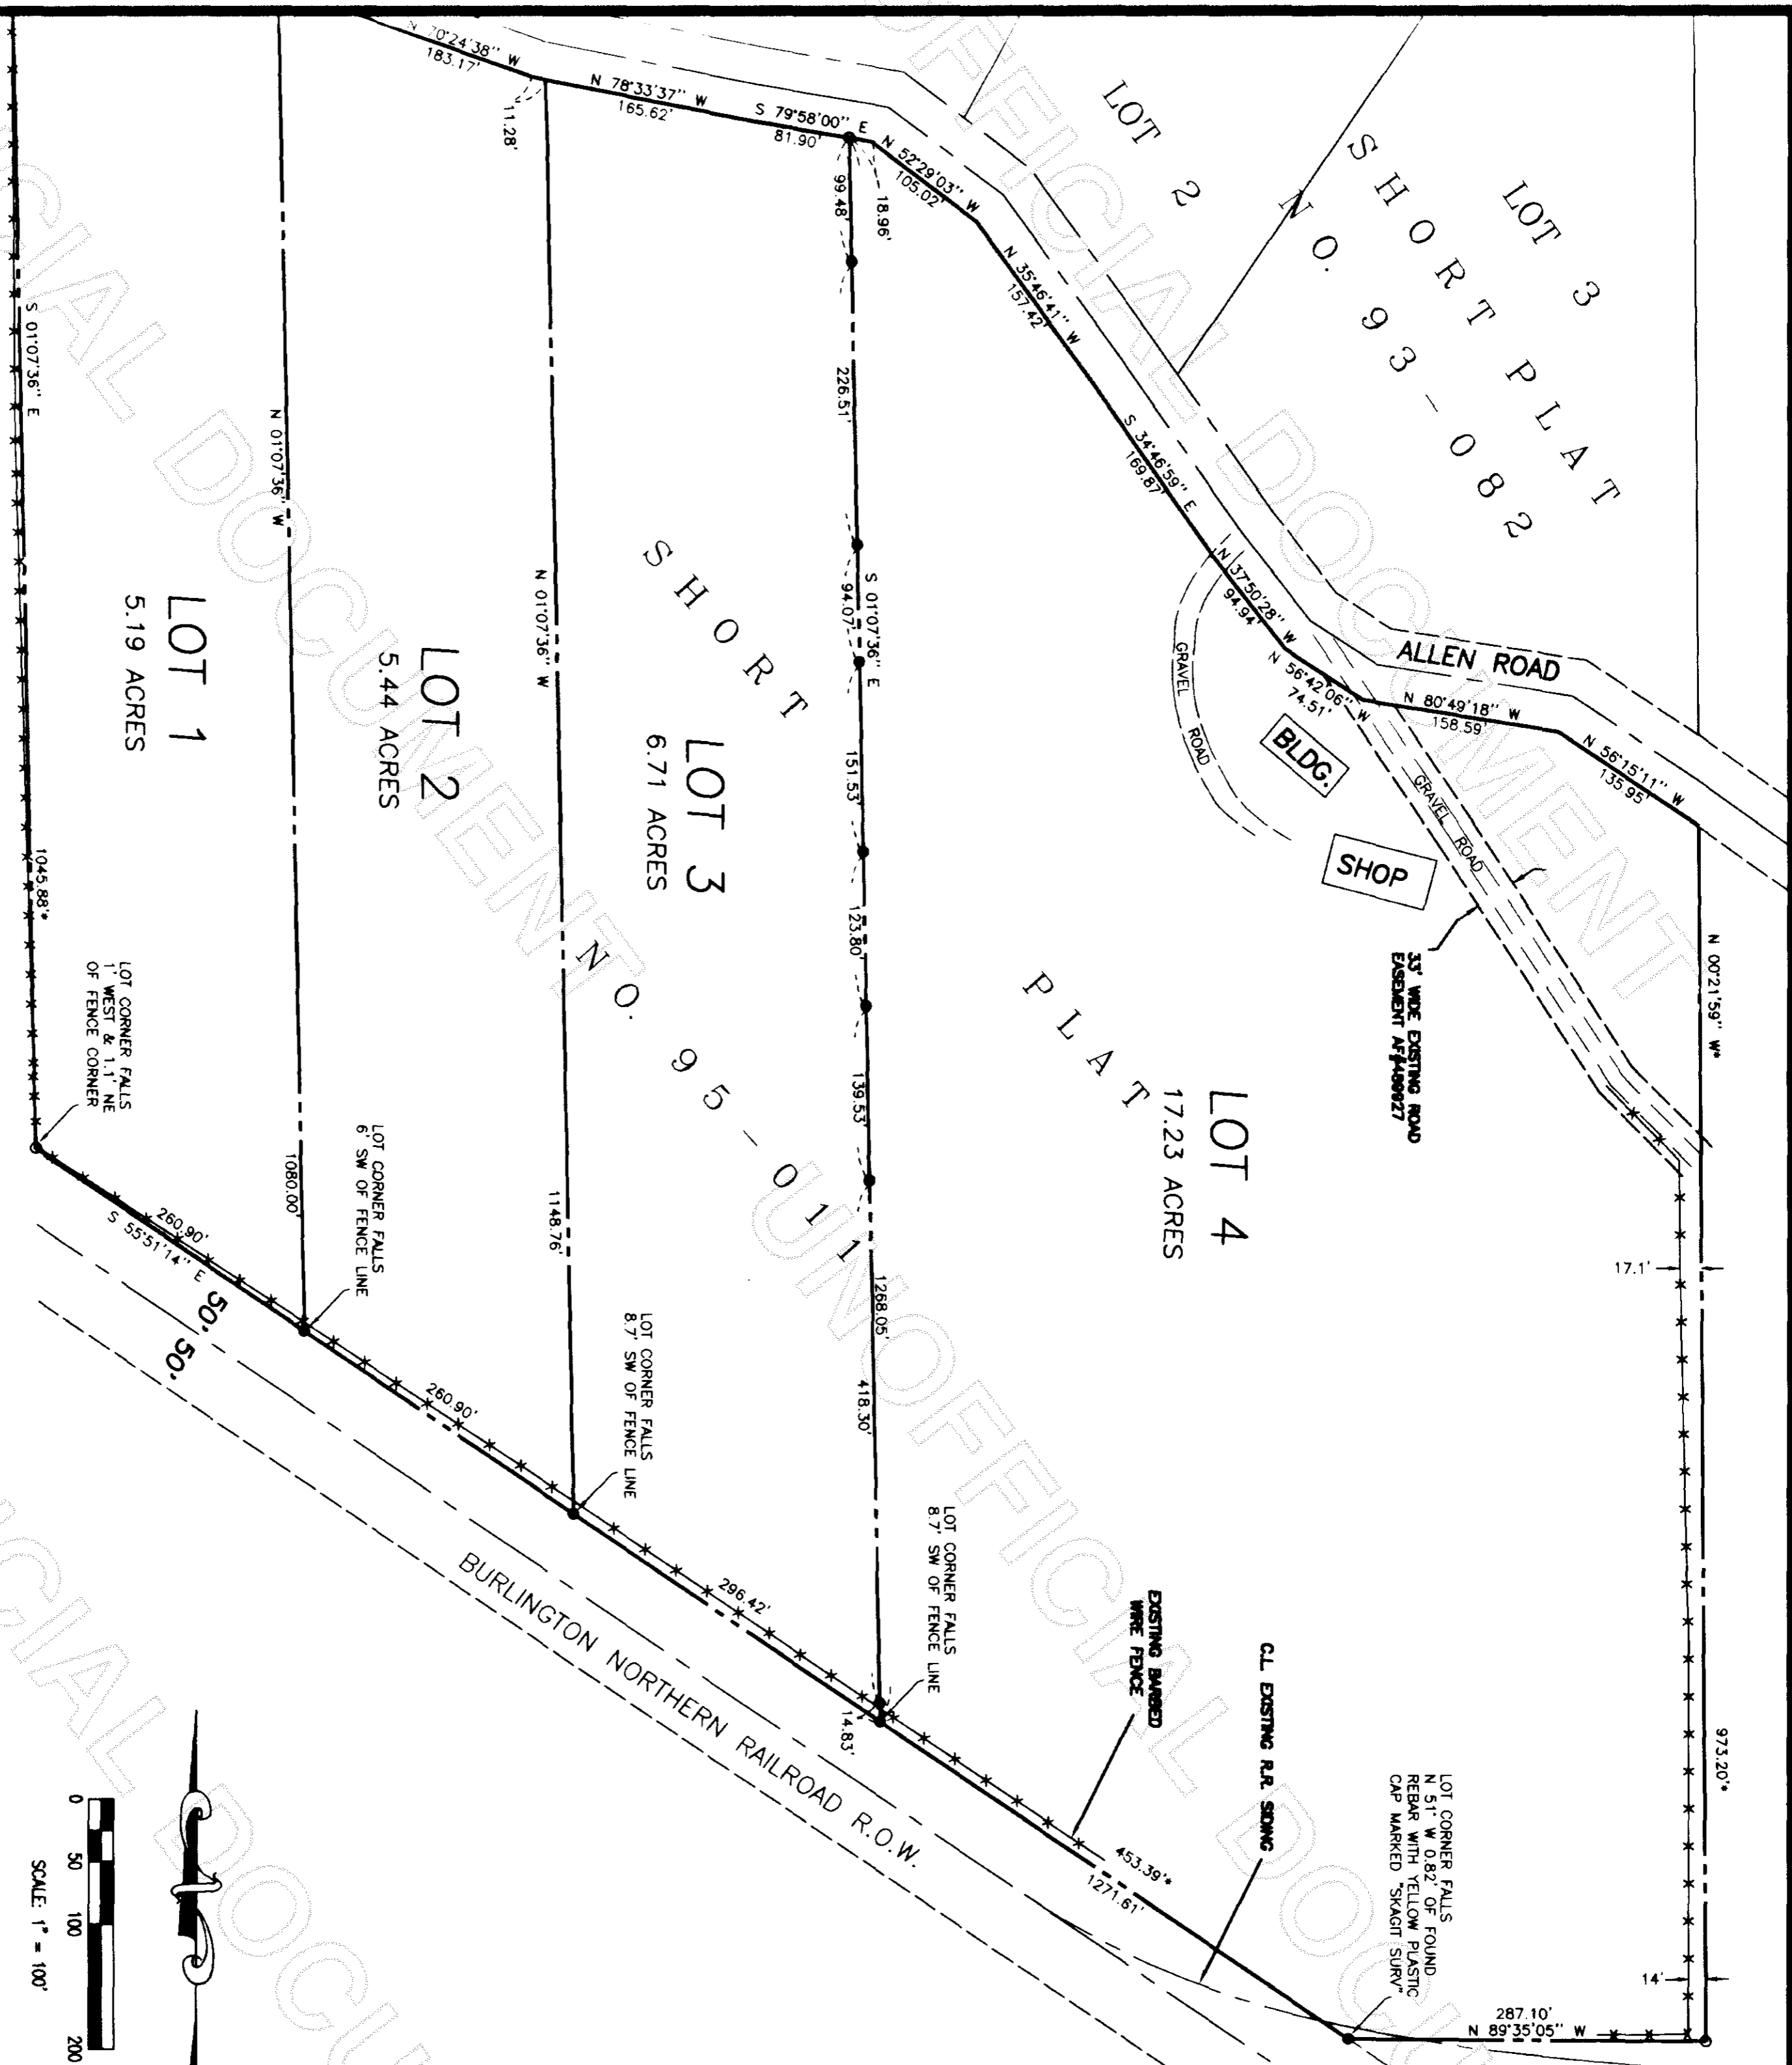 LOT 2
LOT 3
SHORT PLAT
NO. 93-082
N 70°24'38" W
183.17'
11.28'
N 78°33'37" W
165.62'
S 79°58'00" E
81.90'
99.48'
18.96'
N 52°29'03" W
105.02'
N 35°46'41" W
157.42'
S 34°46'59" E
169.87'
N 37°50'28" W
94.94'
N 56°42'06" W
74.51'
ALLEN ROAD
N 80°49'18" W
158.59'
N 56°15'11" W
135.95'
GRAVEL ROAD
GRAVEL ROAD
BLDG.
SHOP
33' WIDE EXISTING ROAD
EASEMENT AF#489927
N 00°21'59" W*
973.20'*
17.1'
14'
287.10'
N 89°35'05" W
226.51'
94.07'
S 01°07'36" E
151.53'
123.80'
139.53'
1268.05'
418.30'
14.83'
LOT 4
17.23 ACRES
LOT 3
6.71 ACRES
LOT 2
5.44 ACRES
LOT 1
5.19 ACRES
SHORT PLAT
NO. 95-011
N 01°07'36" W
1148.76'
N 01°07'36" W
1080.00'
S 01°07'36" E
1045.88'*
LOT CORNER FALLS
1' WEST & 1.1' NE
OF FENCE CORNER
LOT CORNER FALLS
6' SW OF FENCE LINE
LOT CORNER FALLS
8.7' SW OF FENCE LINE
LOT CORNER FALLS
8.7' SW OF FENCE LINE
LOT CORNER FALLS
N 51° W 0.82' OF FOUND
REBAR WITH YELLOW PLASTIC
CAP MARKED "SKAGIT SURV"
260.90'
S 55°51'14" E
260.90'
296.42'
453.39'*
1271.61'
50'
50'
BURLINGTON NORTHERN RAILROAD R.O.W.
EXISTING BARBED
WIRE FENCE
C.L. EXISTING R.R. SIDING
0 50 100 200
SCALE: 1" = 100'
UNOFFICIAL DOCUMENT
UNOFFICIAL DOCUMENT